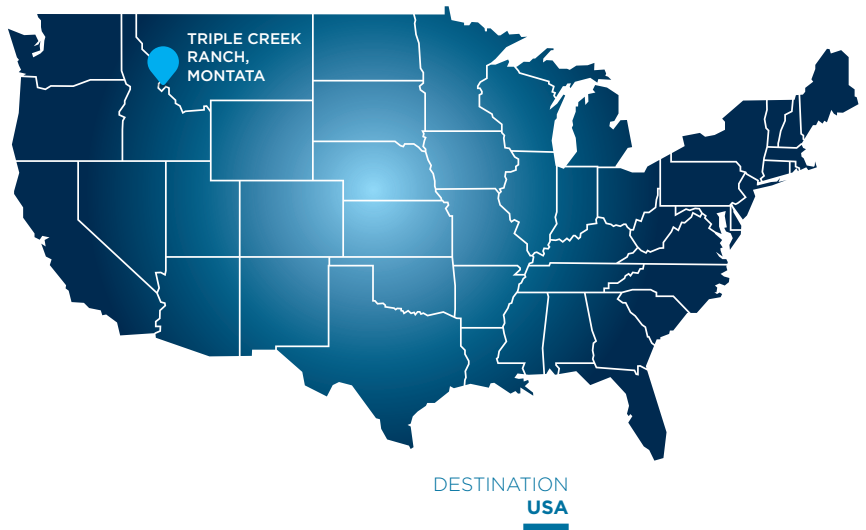 TRIPLE CREEK
RANCH,
MONTATA
DESTINATION
USA